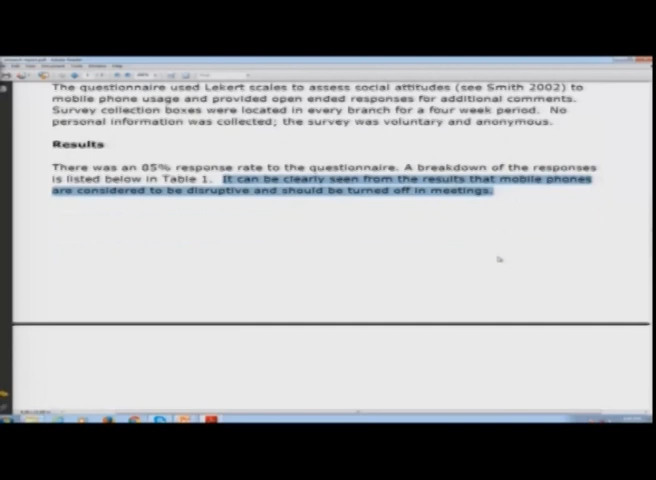 The questionnaire used Lekert scales to assess social attitudes (see Smith 2002) to
mobile phone usage and provided open ended responses for additional comments.
Survey collection boxes were located in every branch for a four week period. No
personal information was collected; the survey was voluntary and anonymous.
Results
There was an 85% response rate to the questionnaire. A breakdown of the responses
is listed below in Table 1. It can be clearly seen from the results that mobile phones
are considered to be disruptive and should be turned off in meetings.